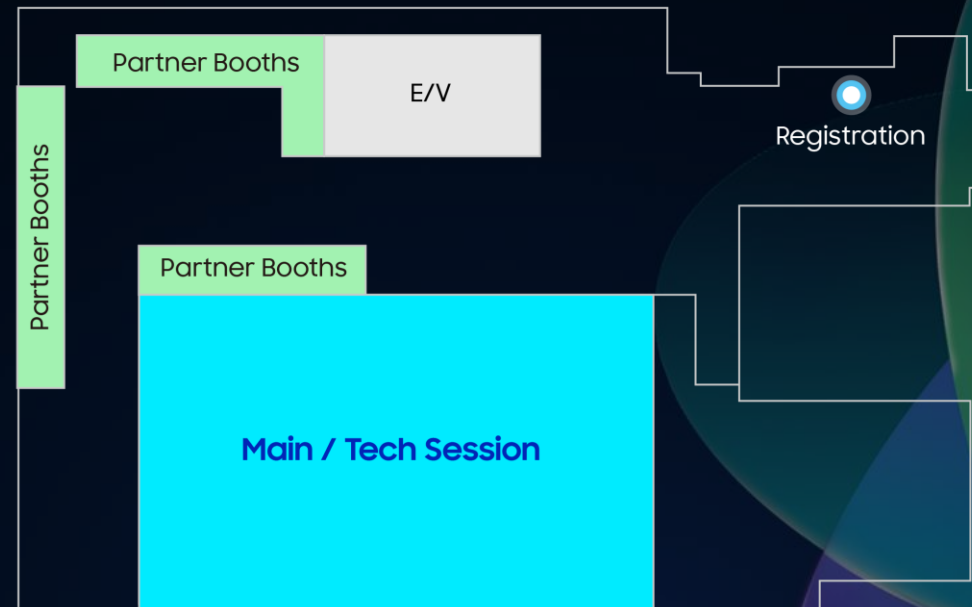 Partner Booths
E/V
Registration
Partner Booths
Partner Booths
Main / Tech Session